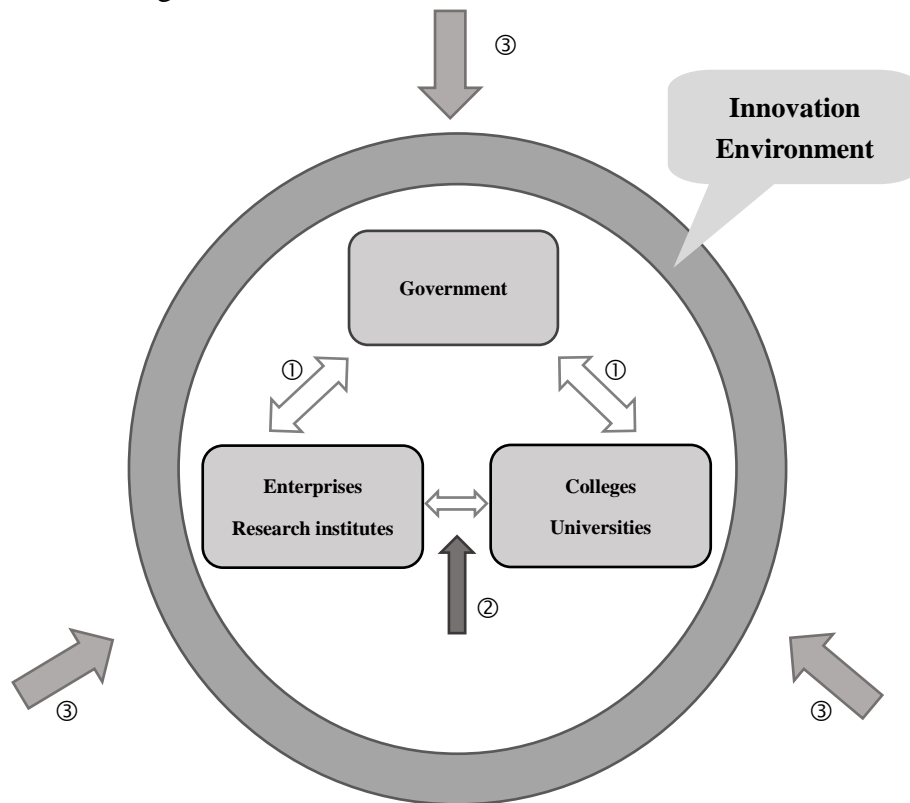 ③
Innovation
Environment
Government
①
①
Enterprises
Research institutes
Colleges
Universities
②
③
③